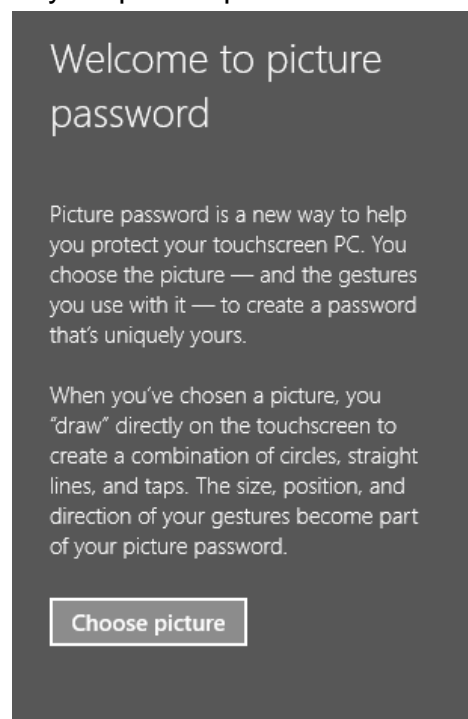 Welcome to picture
password
Picture password is a new way to help
you protect your touchscreen PC. You
choose the picture — and the gestures
you use with it — to create a password
that's uniquely yours.
When you've chosen a picture, you
"draw" directly on the touchscreen to
create a combination of circles, straight
lines, and taps. The size, position, and
direction of your gestures become part
of your picture password.
Choose picture